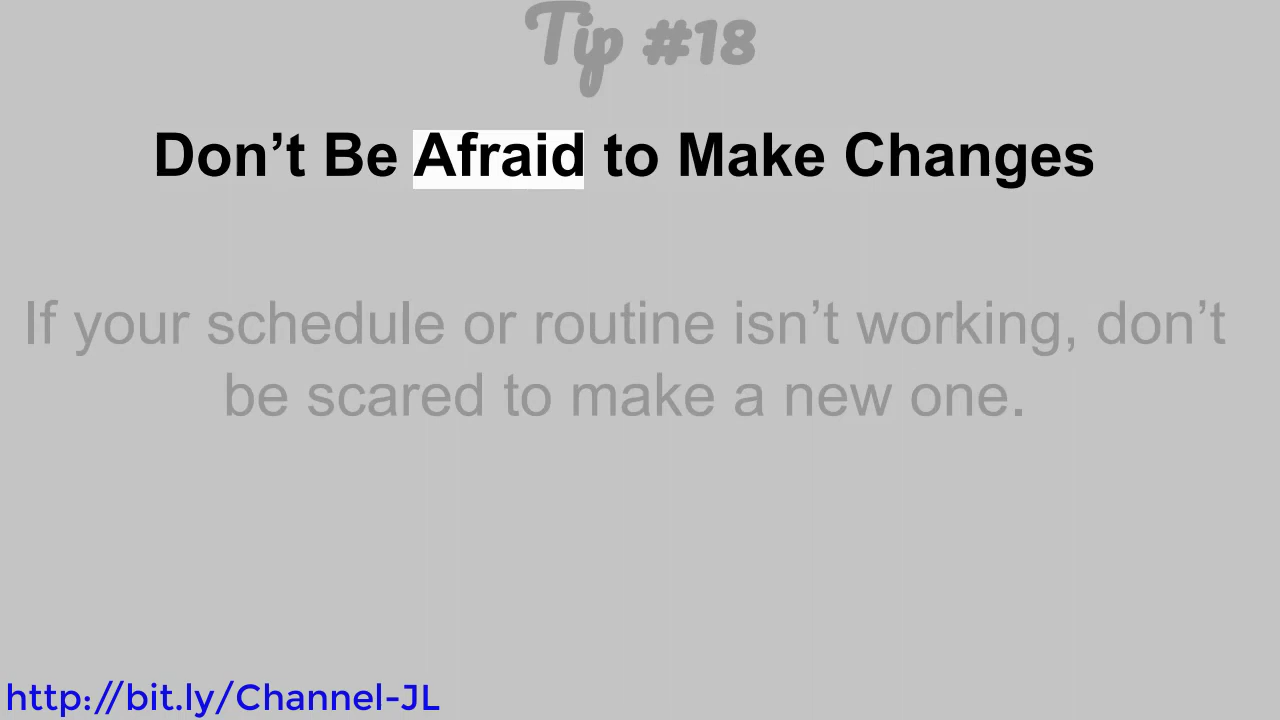 Tip #18
Don’t Be Afraid to Make Changes
If your schedule or routine isn’t working, don’t
be scared to make a new one.
http://bit.ly/Channel-JL